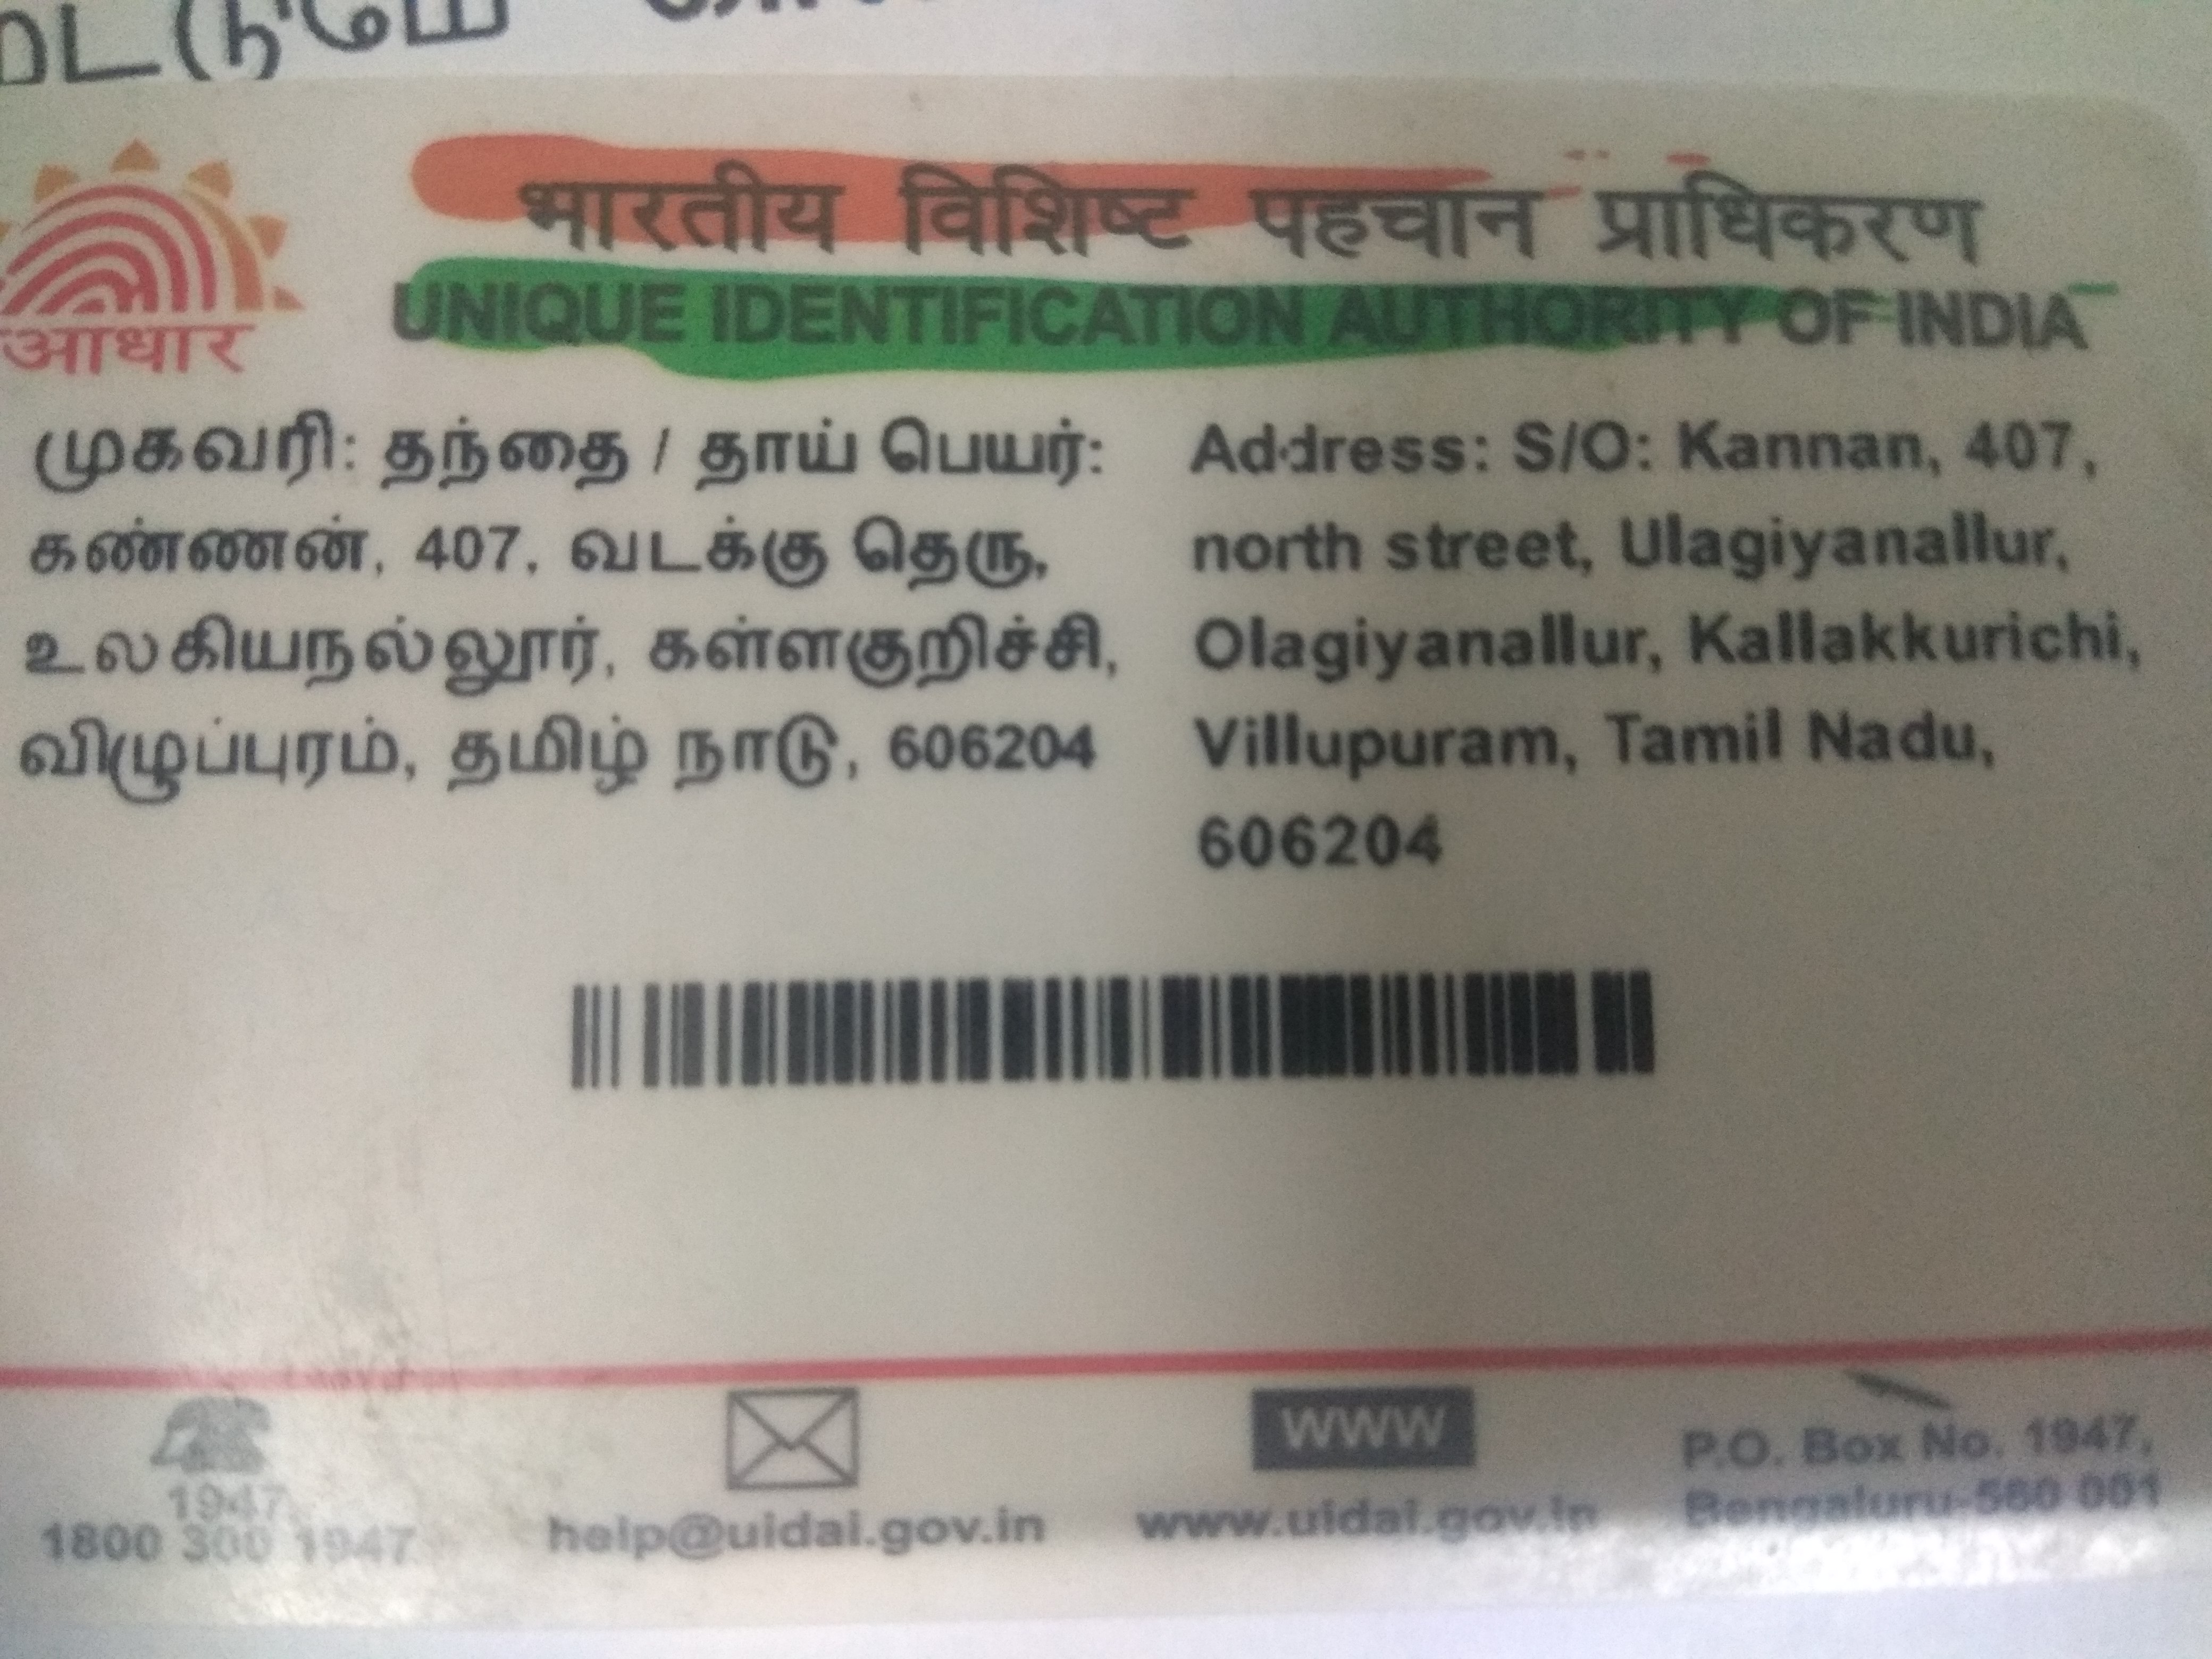 भारतीय विशिष्ट पहचान प्राधिकरण
UNIQUE IDENTIFICATION AUTHORITY OF INDIA
आधार
முகவரி: தந்தை / தாய் பெயர்:
கண்ணன், 407, வடக்கு தெரு,
உலகியநல்லூர், கள்ளகுறிச்சி,
விழுப்புரம், தமிழ் நாடு, 606204
Address: S/O: Kannan, 407,
north street, Ulagiyanallur,
Olagiyanallur, Kallakkurichi,
Villupuram, Tamil Nadu,
606204
1947
1800 300 1947
help@uidai.gov.in
WWW
www.uidai.gov.in
P.O. Box No. 1947,
Bengaluru-560 001